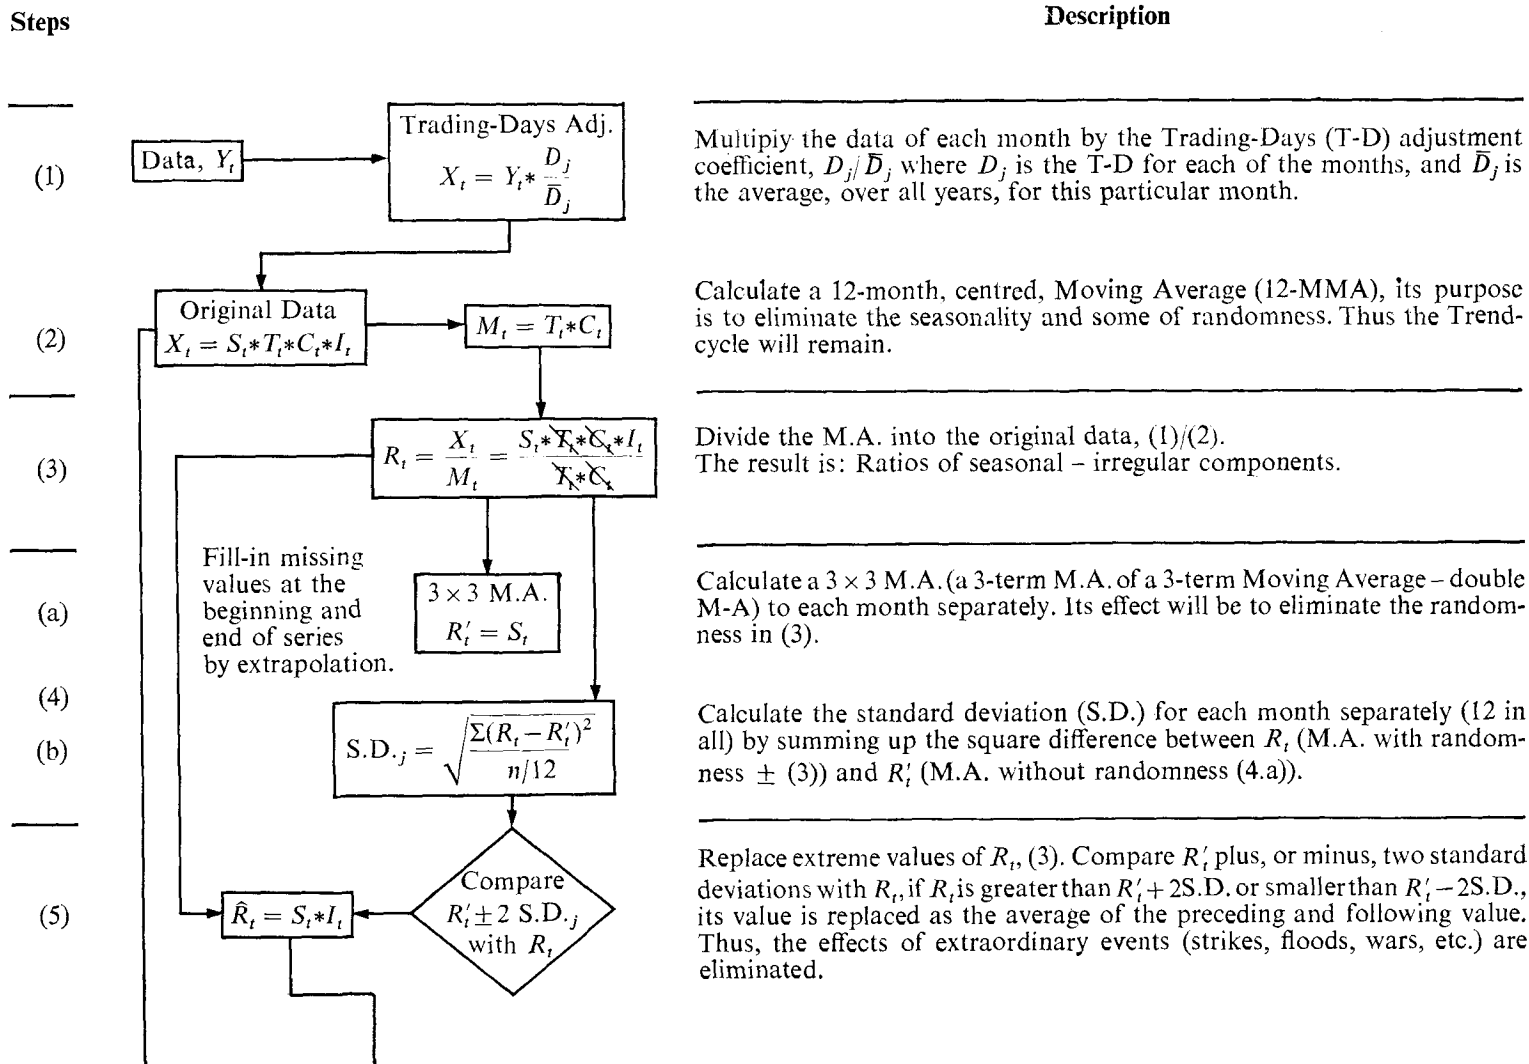 Steps
Description
(1)
Data, Y_t
Trading-Days Adj.
X_t = Y_t * D_j / D̄_j
Multiply the data of each month by the Trading-Days (T-D) adjustment
coefficient, D_j/D̄_j where D_j is the T-D for each of the months, and D̄_j is
the average, over all years, for this particular month.
(2)
Original Data
X_t = S_t*T_t*C_t*I_t
M_t = T_t*C_t
Calculate a 12-month, centred, Moving Average (12-MMA), its purpose
is to eliminate the seasonality and some of randomness. Thus the Trend-
cycle will remain.
(3)
R_t = X_t / M_t = S_t*T_t*C_t*I_t / T_t*C_t
Divide the M.A. into the original data, (1)/(2).
The result is: Ratios of seasonal – irregular components.
Fill-in missing
values at the
beginning and
end of series
by extrapolation.
(a)
3 × 3 M.A.
R′_t = S_t
Calculate a 3 × 3 M.A. (a 3-term M.A. of a 3-term Moving Average – double
M-A) to each month separately. Its effect will be to eliminate the random-
ness in (3).
(4)
(b)
S.D._j = √(Σ(R_t − R′_t)² / n/12)
Calculate the standard deviation (S.D.) for each month separately (12 in
all) by summing up the square difference between R_t (M.A. with random-
ness ± (3)) and R′_t (M.A. without randomness (4.a)).
(5)
R̂_t = S_t*I_t
Compare
R′_t ± 2 S.D._j
with R_t
Replace extreme values of R_t, (3). Compare R′_t plus, or minus, two standard
deviations with R_t, if R_t is greater than R′_t + 2S.D. or smaller than R′_t − 2S.D.,
its value is replaced as the average of the preceding and following value.
Thus, the effects of extraordinary events (strikes, floods, wars, etc.) are
eliminated.